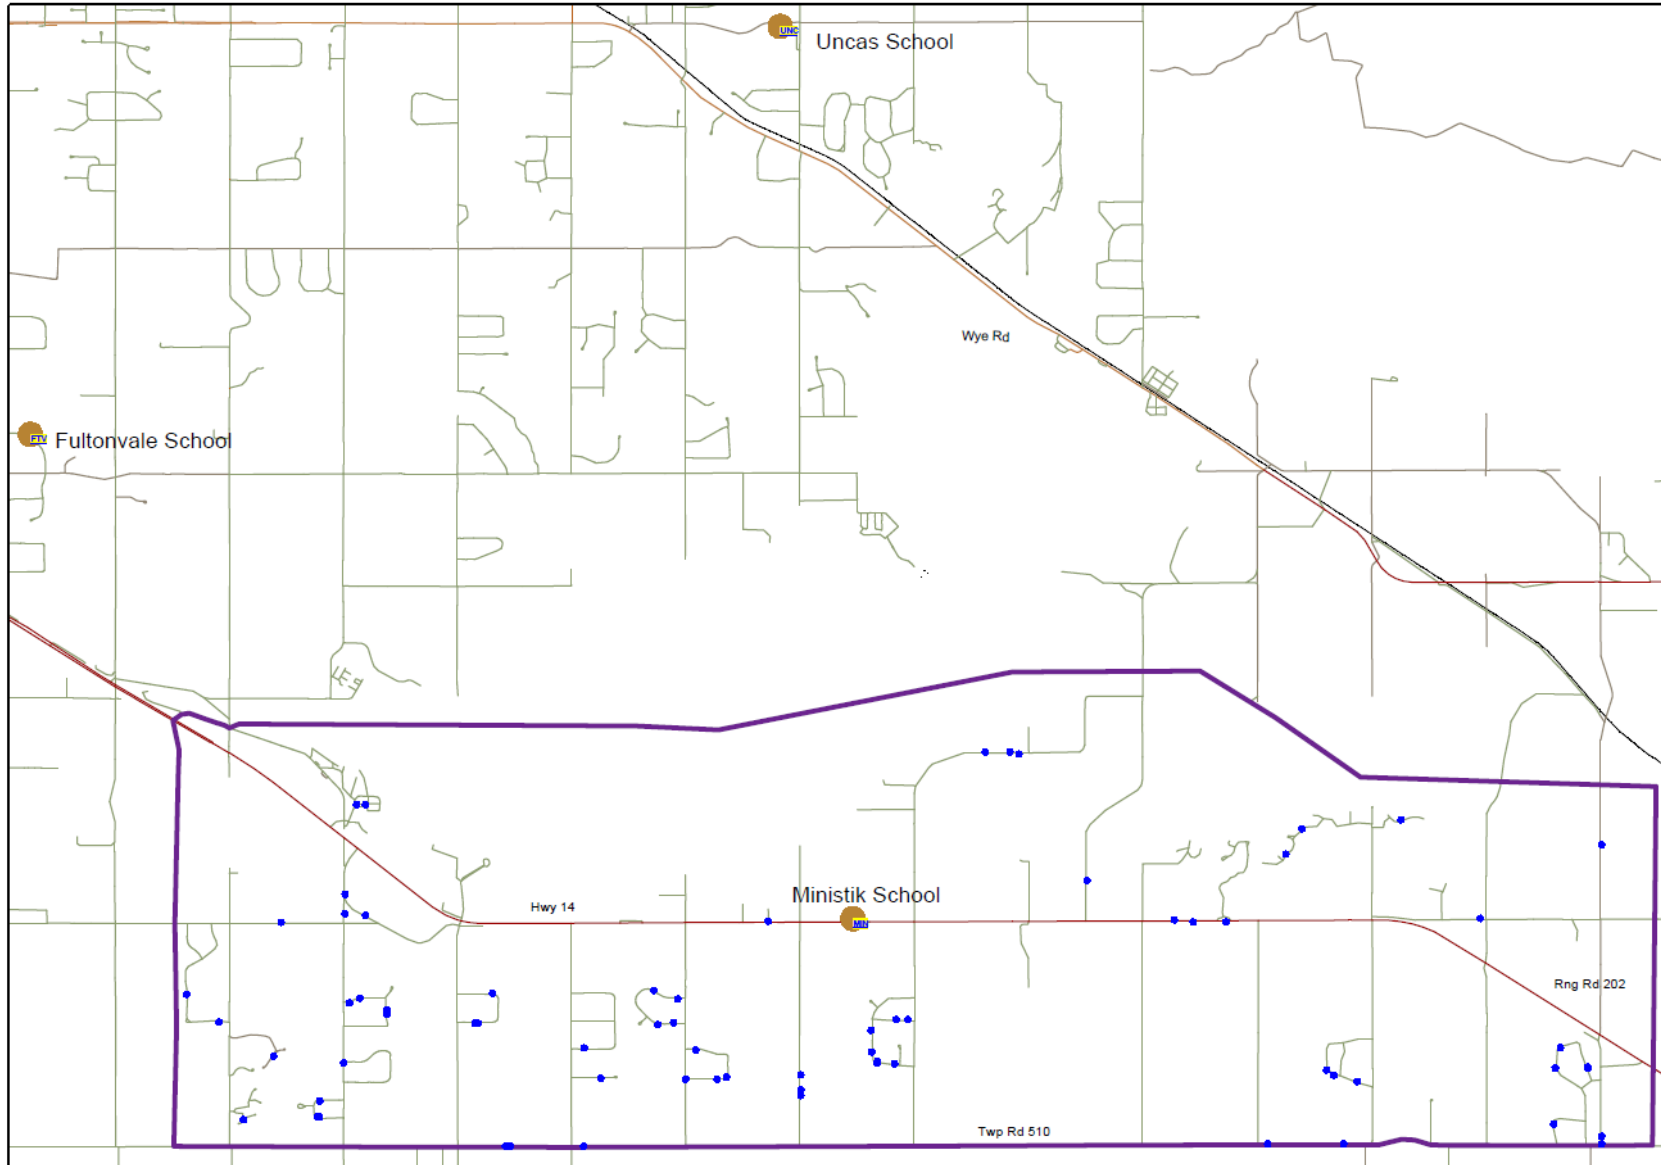 UNC
Uncas School
Wye Rd
FTV
Fultonvale School
Ministik School
Hwy 14
MIN
Rng Rd 202
Twp Rd 510